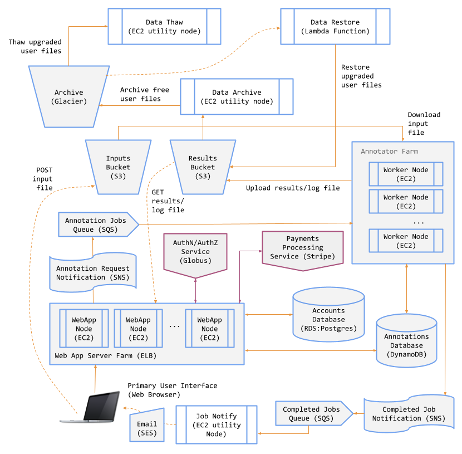 Data Thaw
(EC2 utility node)
Data Restore
(Lambda Function)
Thaw upgraded
user files
Archive
(Glacier)
Archive free
user files
Data Archive
(EC2 utility node)
Restore
upgraded
user files
Download
input
file
Inputs
Bucket
(S3)
Results
Bucket
(S3)
Annotator Farm
Worker Node
(EC2)
Worker Node
(EC2)
...
Worker Node
(EC2)
POST
input
file
GET
results/
log file
Upload results/log file
Annotation Jobs
Queue (SQS)
AuthN/AuthZ
Service
(Globus)
Payments
Processing
Service (Stripe)
Annotation Request
Notification (SNS)
WebApp
Node
(EC2)
WebApp
Node
(EC2)
...
WebApp
Node
(EC2)
Web App Server Farm (ELB)
Accounts
Database
(RDS:Postgres)
Annotations
Database
(DynamoDB)
Primary User Interface
(Web Browser)
Email
(SES)
Job Notify
(EC2 utility
Node)
Completed Jobs
Queue (SQS)
Completed Job
Notification (SNS)